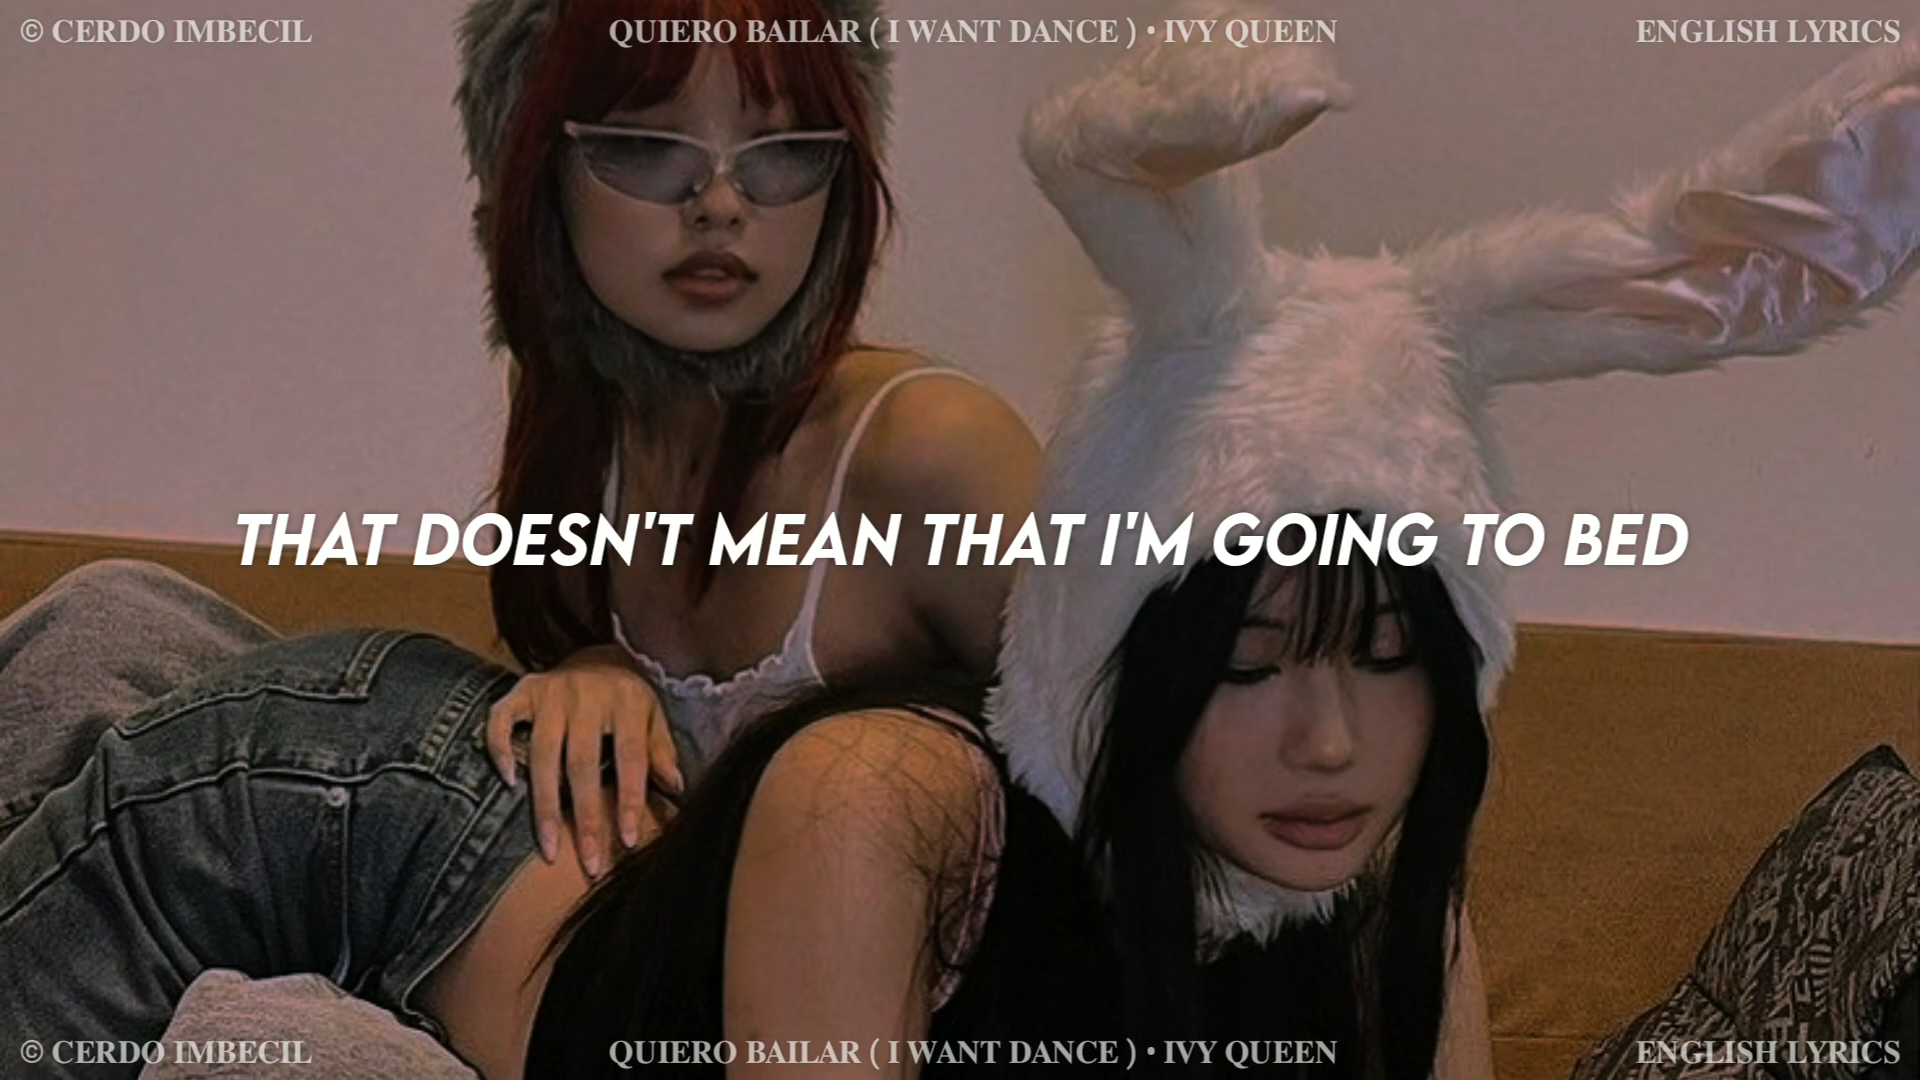 © CERDO IMBECIL
QUIERO BAILAR ( I WANT DANCE ) • IVY QUEEN
ENGLISH LYRICS
THAT DOESN'T MEAN THAT I'M GOING TO BED
© CERDO IMBECIL
QUIERO BAILAR ( I WANT DANCE ) • IVY QUEEN
ENGLISH LYRICS